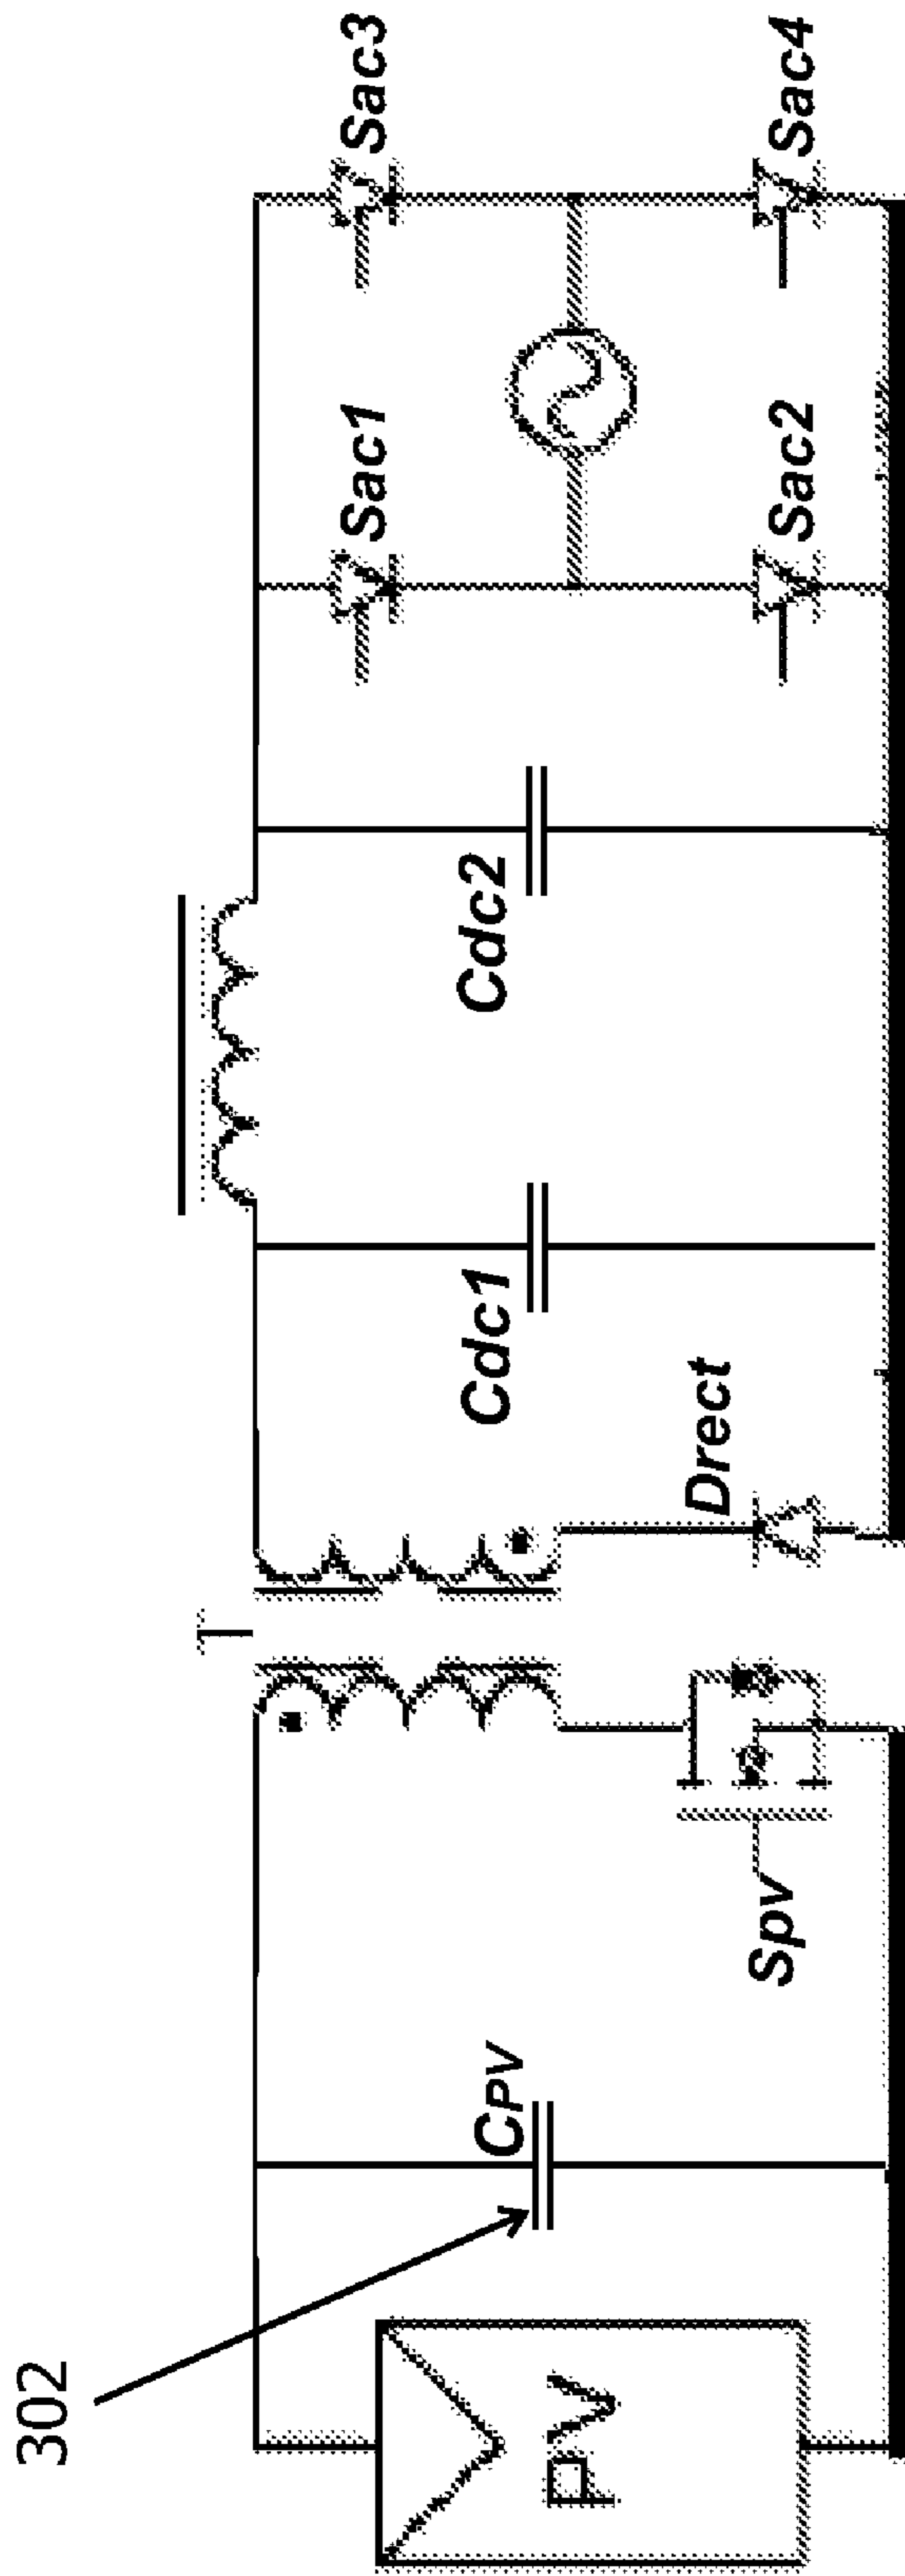 302
PV
CPV
Spv
T
Drect
Cdc1
Cdc2
Sac1
Sac2
Sac3
Sac4